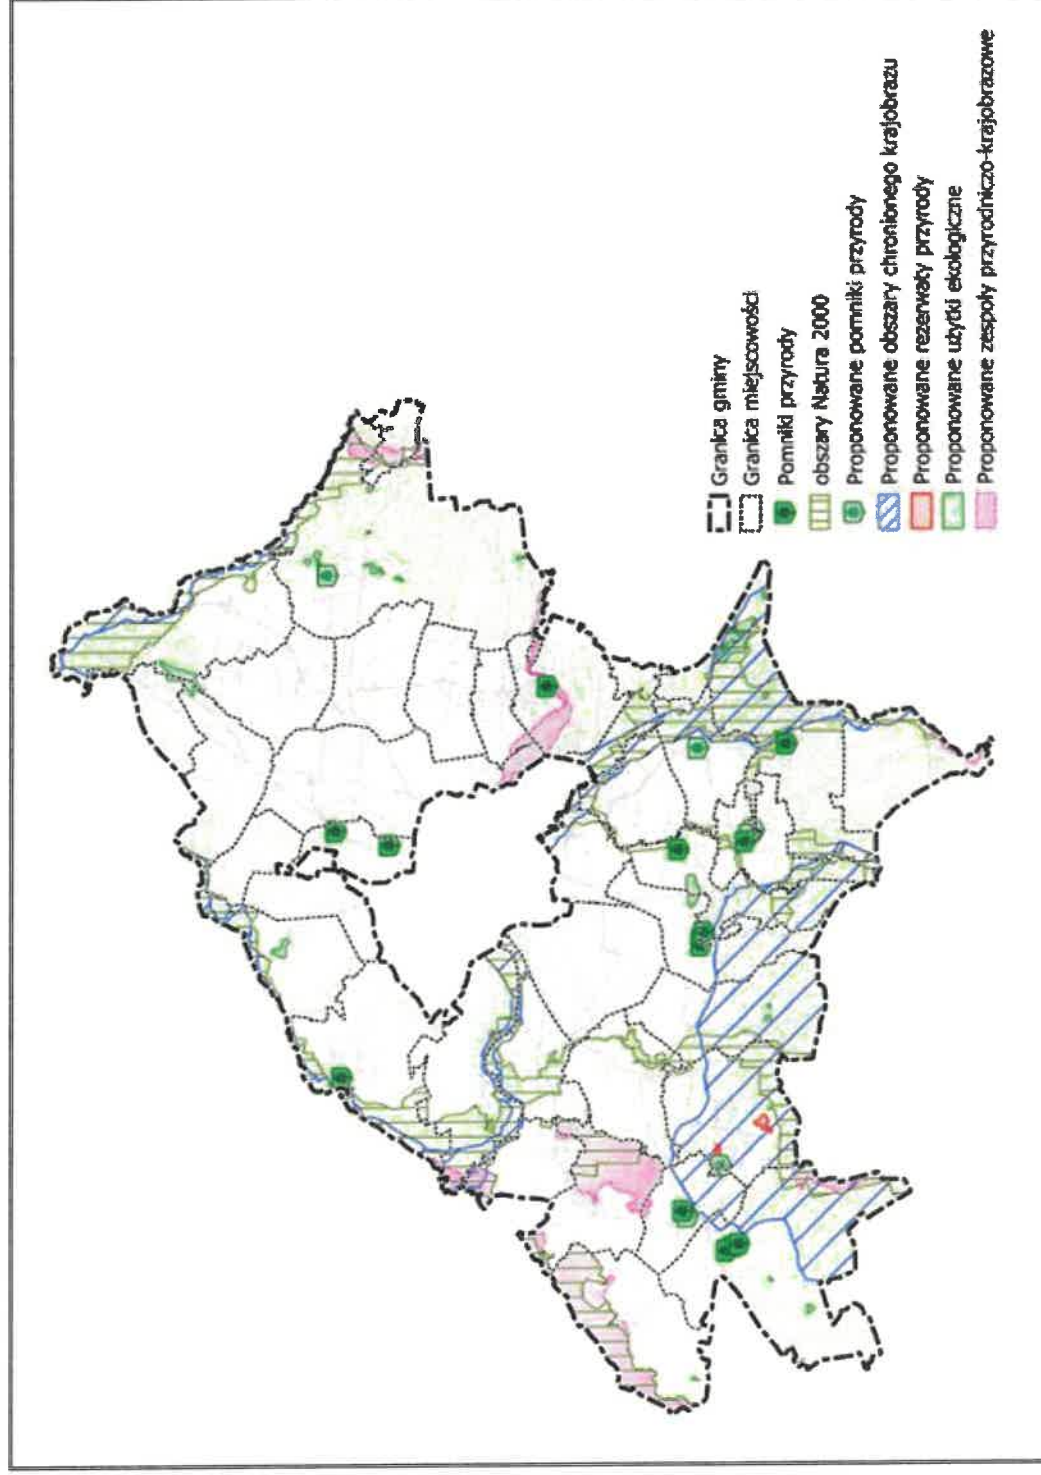 Granica gminy
Granica miejscowości
Pomniki przyrody
obszary Natura 2000
Proponowane pomniki przyrody
Proponowane obszary chronionego krajobrazu
Proponowane rezerwaty przyrody
Proponowane użytki ekologiczne
Proponowane zespoły przyrodniczo-krajobrazowe